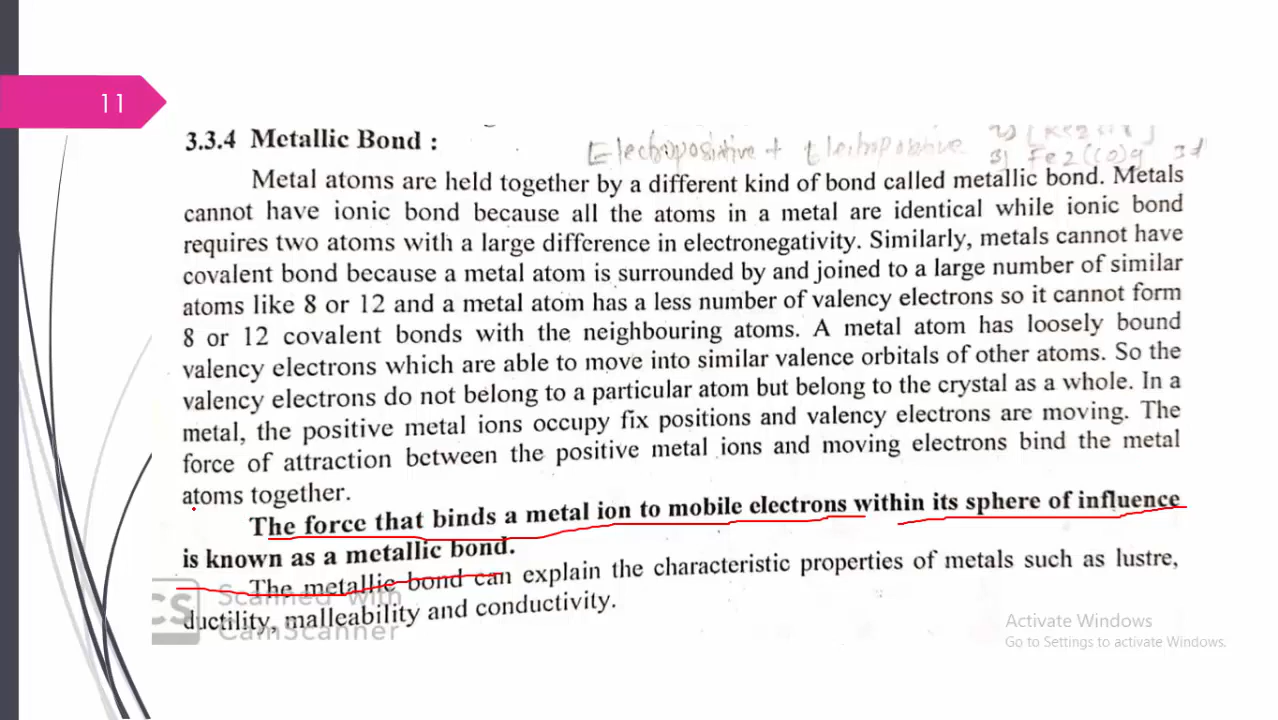 11
3.3.4 Metallic Bond :
Electropositive + Electropositive
3) Fe2(CO)9 3d
Metal atoms are held together by a different kind of bond called metallic bond. Metals
cannot have ionic bond because all the atoms in a metal are identical while ionic bond
requires two atoms with a large difference in electronegativity. Similarly, metals cannot have
covalent bond because a metal atom is surrounded by and joined to a large number of similar
atoms like 8 or 12 and a metal atom has a less number of valency electrons so it cannot form
8 or 12 covalent bonds with the neighbouring atoms. A metal atom has loosely bound
valency electrons which are able to move into similar valence orbitals of other atoms. So the
valency electrons do not belong to a particular atom but belong to the crystal as a whole. In a
metal, the positive metal ions occupy fix positions and valency electrons are moving. The
force of attraction between the positive metal ions and moving electrons bind the metal
atoms together.
The force that binds a metal ion to mobile electrons within its sphere of influence
is known as a metallic bond.
The metallic bond can explain the characteristic properties of metals such as lustre,
ductility, malleability and conductivity.
CS Scanned with
CamScanner
Activate Windows
Go to Settings to activate Windows.